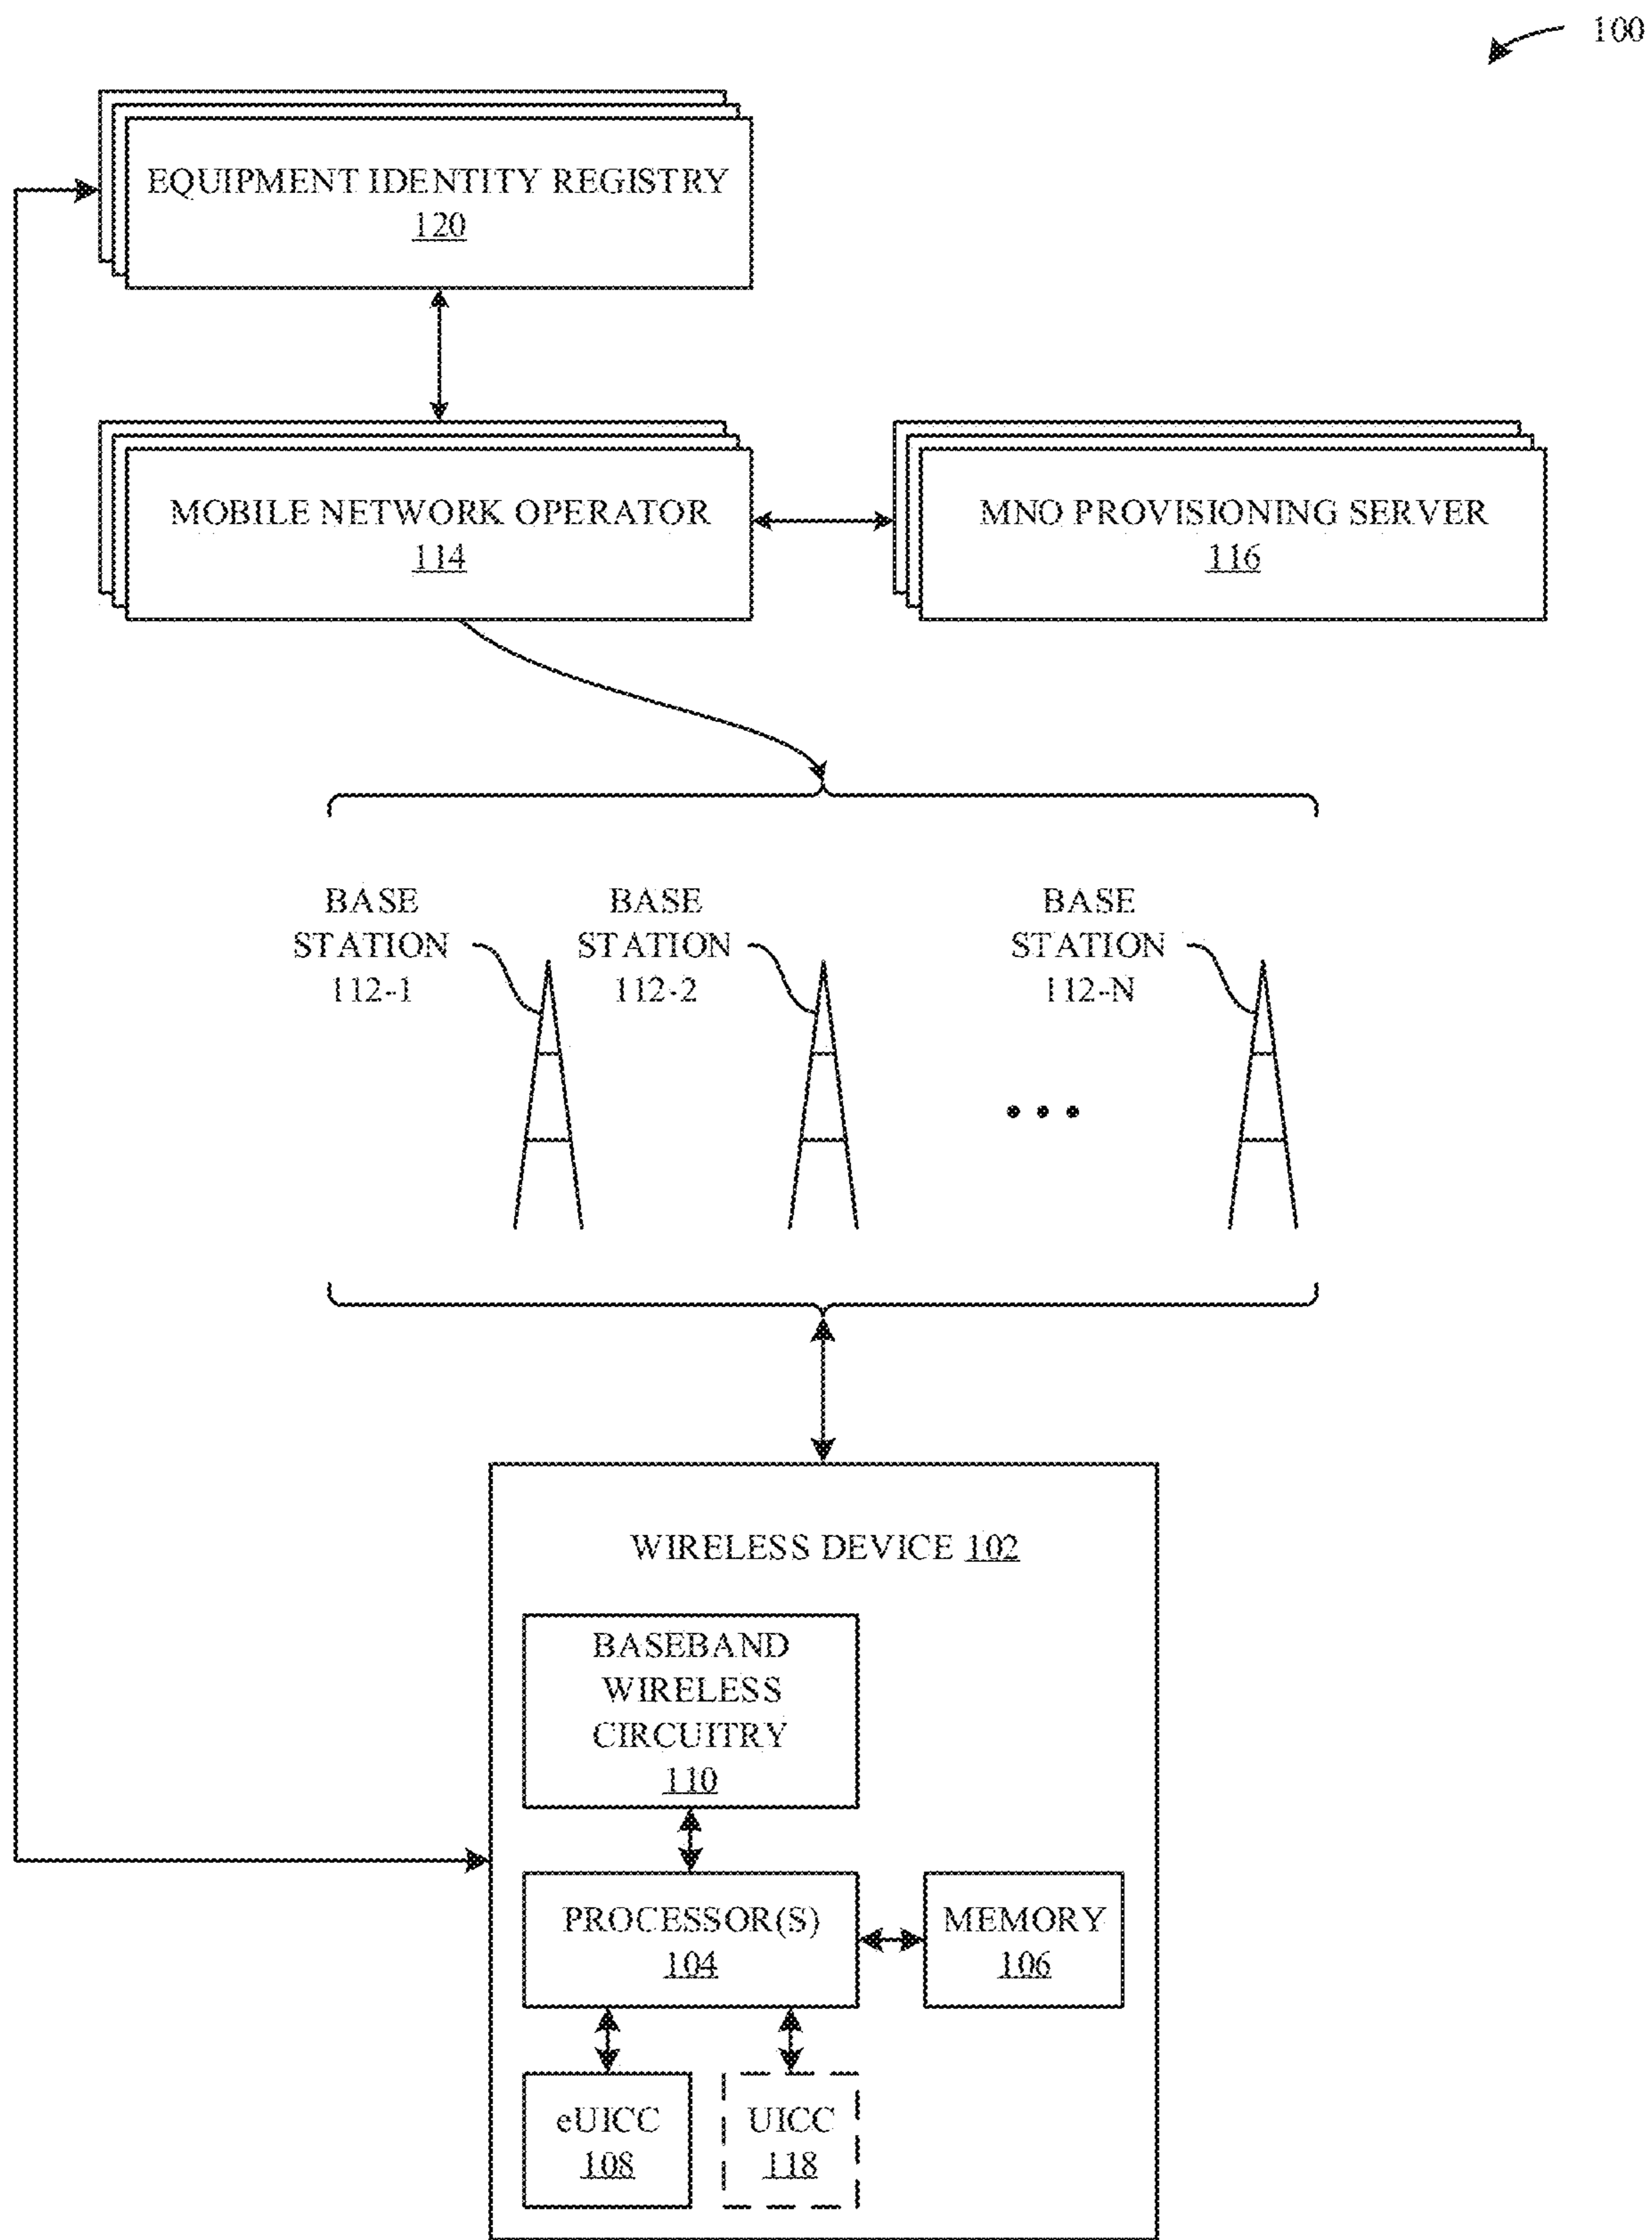 100
EQUIPMENT IDENTITY REGISTRY
120
MOBILE NETWORK OPERATOR
114
MNO PROVISIONING SERVER
116
BASE
STATION
112-1
BASE
STATION
112-2
BASE
STATION
112-N
WIRELESS DEVICE 102
BASEBAND
WIRELESS
CIRCUITRY
110
PROCESSOR(S)
104
MEMORY
106
eUICC
108
UICC
118